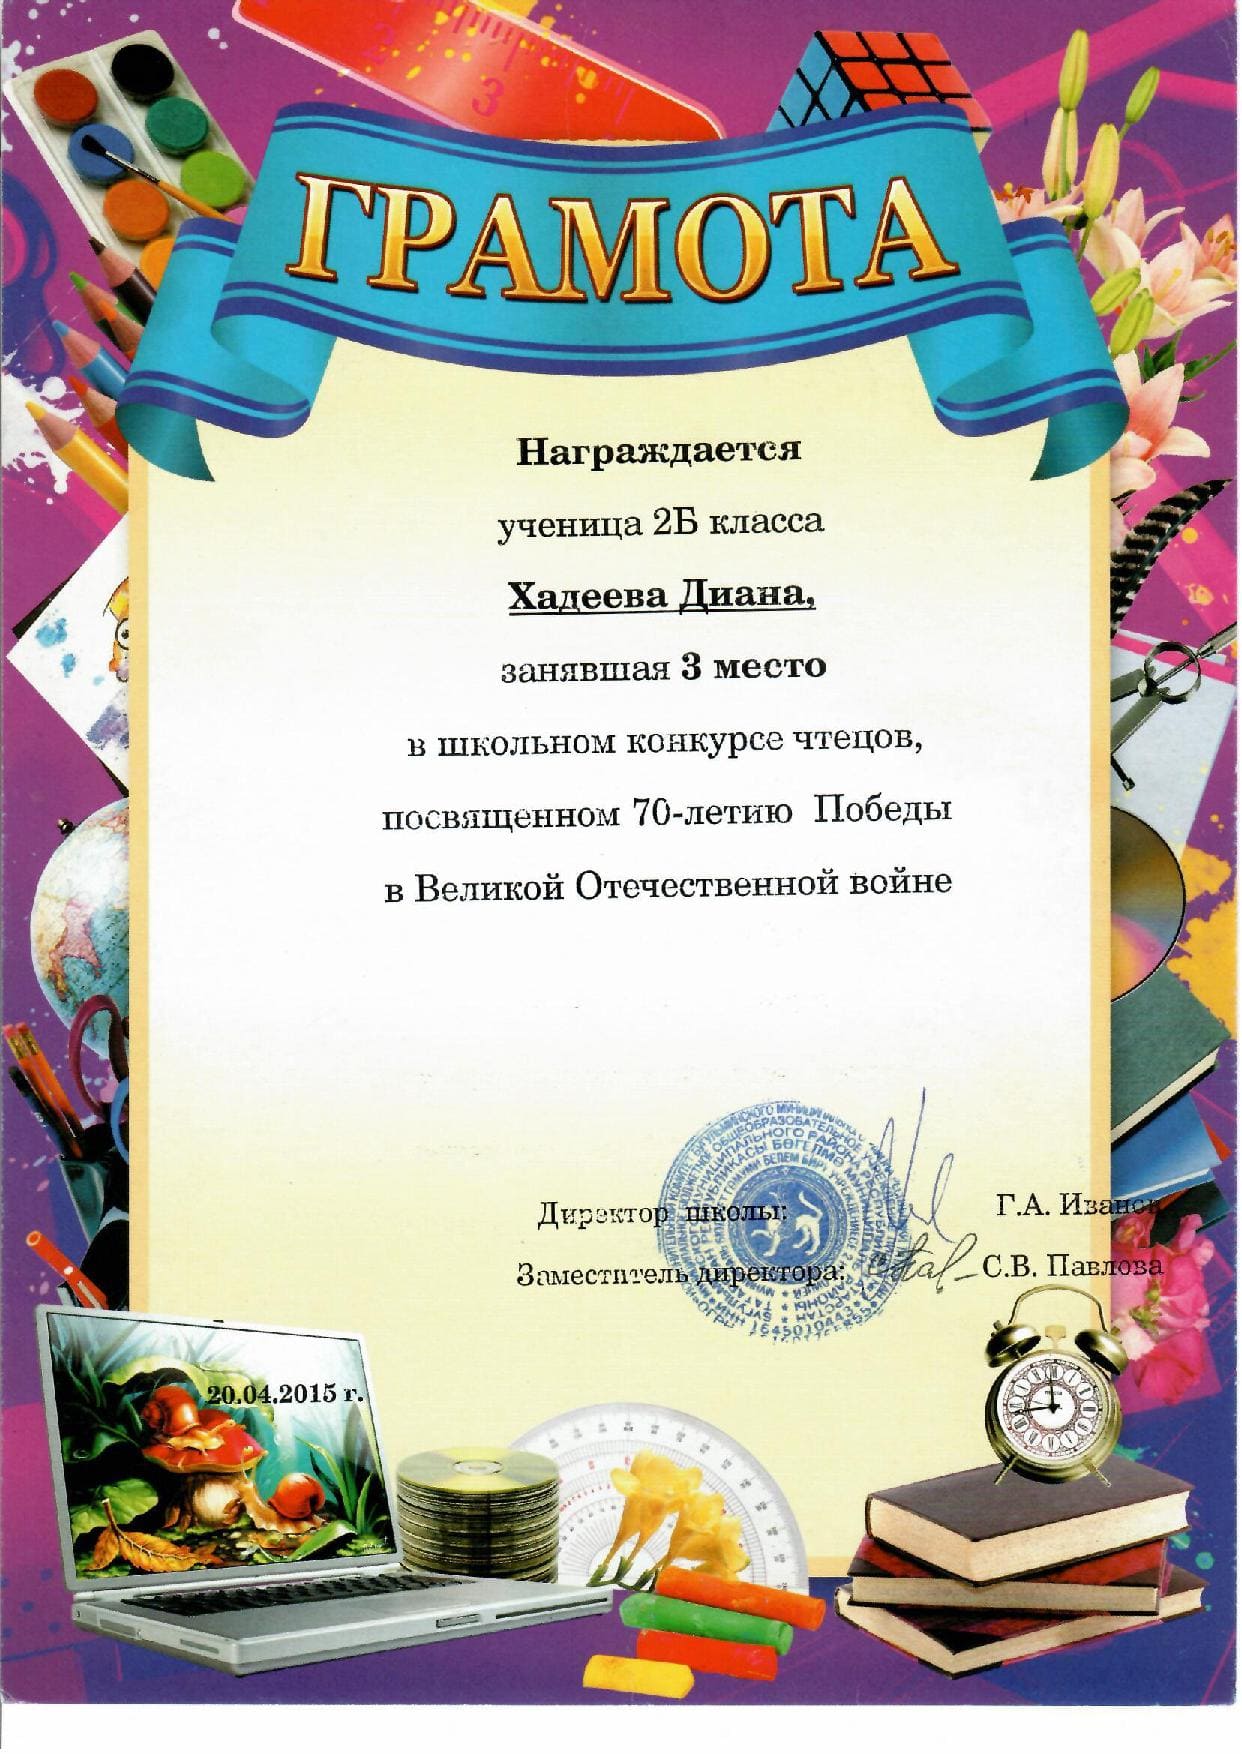 ГРАМОТА
Награждается
ученица 2Б класса
Хадеева Диана,
занявшая 3 место
в школьном конкурсе чтецов,
посвященном 70-летию Победы
в Великой Отечественной войне
Директор школы: Г.А.
Заместитель директора: С.В. Павлова
20.04.2015 г.